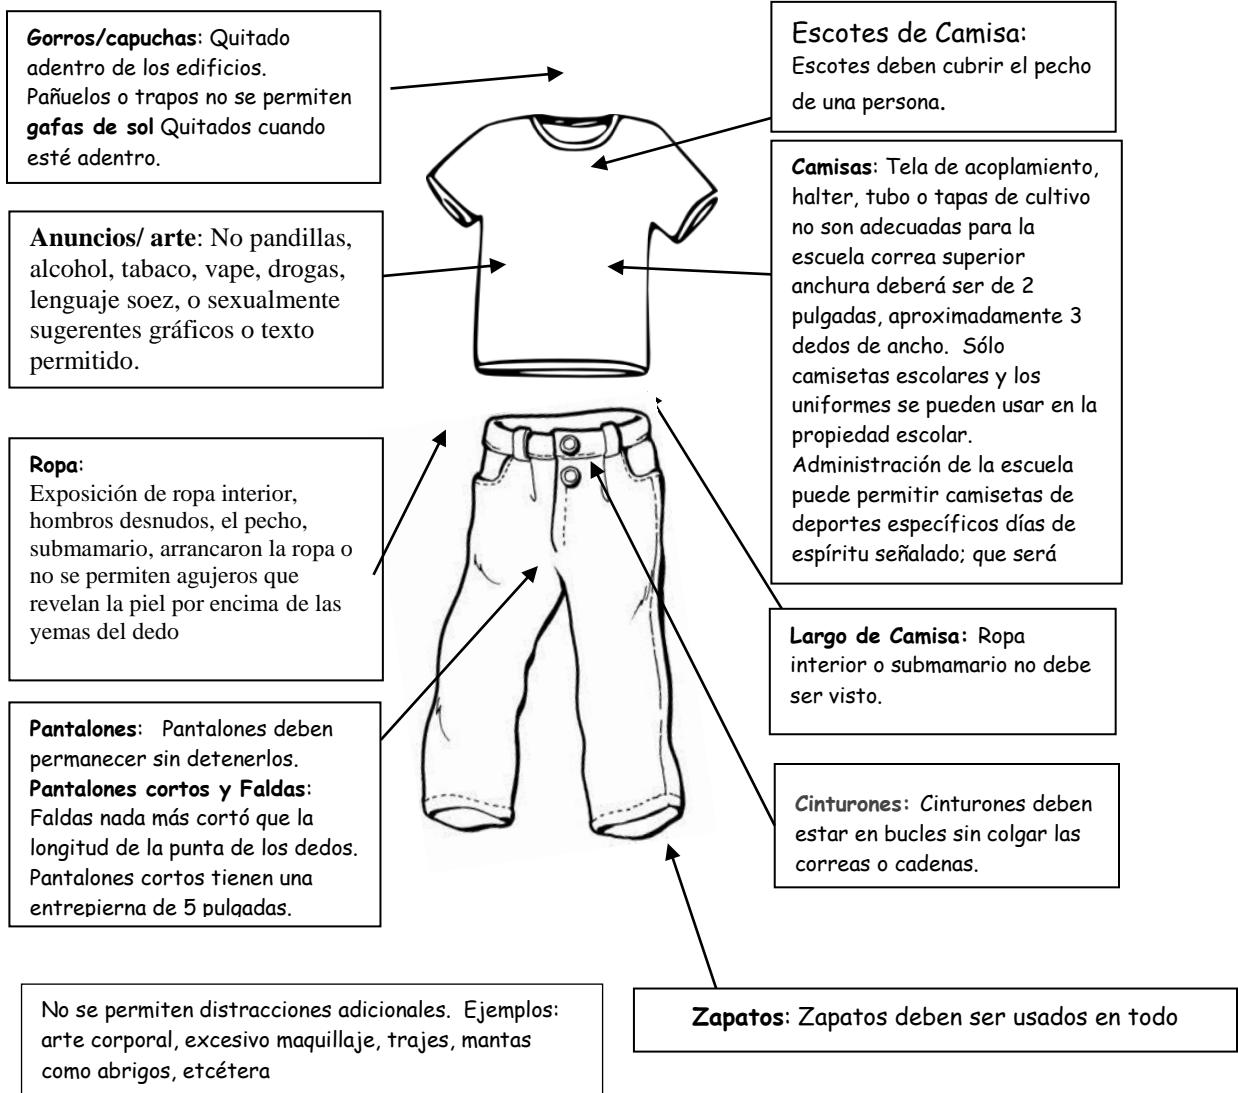 Gorros/capuchas: Quitado
adentro de los edificios.
Pañuelos o trapos no se permiten
gafas de sol Quitados cuando
esté adentro.
Escotes de Camisa:
Escotes deben cubrir el pecho
de una persona.
Anuncios/ arte: No pandillas,
alcohol, tabaco, vape, drogas,
lenguaje soez, o sexualmente
sugerentes gráficos o texto
permitido.
Camisas: Tela de acoplamiento,
halter, tubo o tapas de cultivo
no son adecuadas para la
escuela correa superior
anchura deberá ser de 2
pulgadas, aproximadamente 3
dedos de ancho. Sólo
camisetas escolares y los
uniformes se pueden usar en la
propiedad escolar.
Administración de la escuela
puede permitir camisetas de
deportes específicos días de
espíritu señalado; que será
Ropa:
Exposición de ropa interior,
hombros desnudos, el pecho,
submamario, arrancaron la ropa o
no se permiten agujeros que
revelan la piel por encima de las
yemas del dedo
Largo de Camisa: Ropa
interior o submamario no debe
ser visto.
Pantalones: Pantalones deben
permanecer sin detenerlos.
Pantalones cortos y Faldas:
Faldas nada más cortó que la
longitud de la punta de los dedos.
Pantalones cortos tienen una
entrepierna de 5 pulgadas.
Cinturones: Cinturones deben
estar en bucles sin colgar las
correas o cadenas.
No se permiten distracciones adicionales. Ejemplos:
arte corporal, excesivo maquillaje, trajes, mantas
como abrigos, etcétera
Zapatos: Zapatos deben ser usados en todo